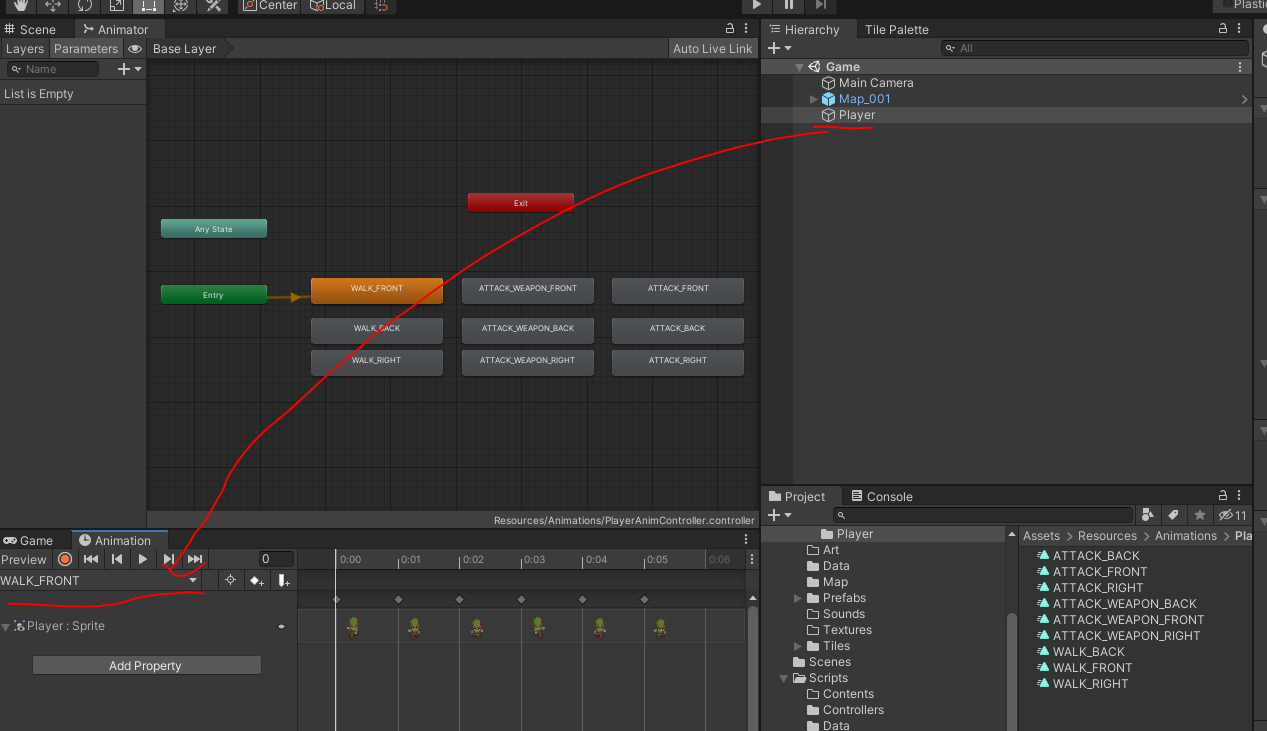 Center Local
Plastic
Scene Animator
Layers Parameters Base Layer Auto Live Link
Name
List is Empty
Exit
Any State
Entry
WALK_FRONT ATTACK_WEAPON_FRONT ATTACK_FRONT
WALK_BACK ATTACK_WEAPON_BACK ATTACK_BACK
WALK_RIGHT ATTACK_WEAPON_RIGHT ATTACK_RIGHT
Resources/Animations/PlayerAnimController.controller
Hierarchy Tile Palette
All
Game
Main Camera
Map_001
Player
Game Animation
Preview 0 0:00 0:01 0:02 0:03 0:04 0:05 0:06
WALK_FRONT
Player : Sprite
Add Property
Project Console
11
Player
Art
Data
Map
Prefabs
Sounds
Textures
Tiles
Scenes
Scripts
Contents
Controllers
Data
Assets > Resources > Animations > Pla
ATTACK_BACK
ATTACK_FRONT
ATTACK_RIGHT
ATTACK_WEAPON_BACK
ATTACK_WEAPON_FRONT
ATTACK_WEAPON_RIGHT
WALK_BACK
WALK_FRONT
WALK_RIGHT